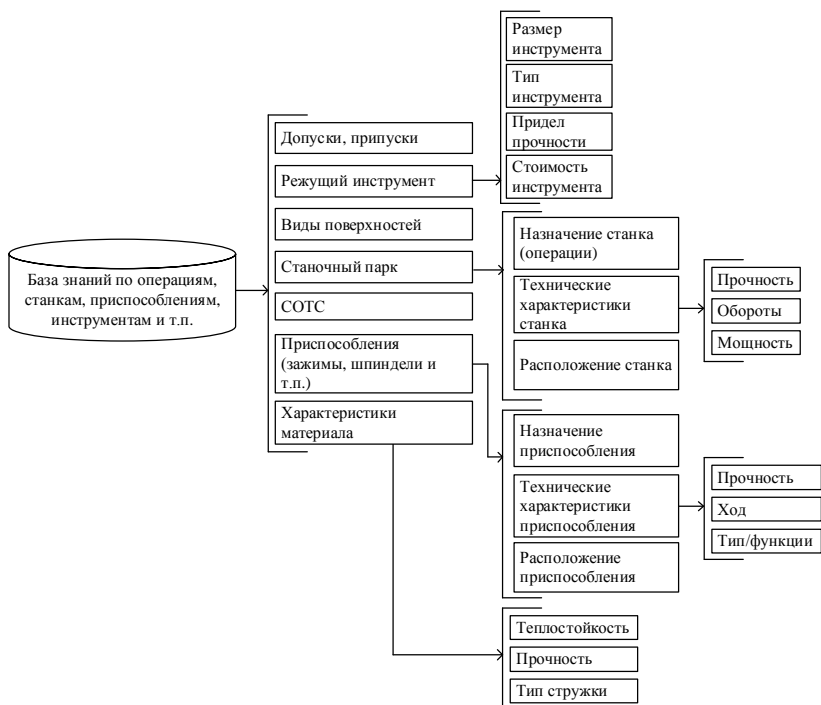 База знаний по операциям,
станкам, приспособлениям,
инструментам и т.п.
Допуски, припуски
Режущий инструмент
Виды поверхностей
Станочный парк
СОТС
Приспособления
(зажимы, шпиндели и
т.п.)
Характеристики
материала
Размер
инструмента
Тип
инструмента
Придел
прочности
Стоимость
инструмента
Назначение станка
(операции)
Технические
характеристики
станка
Расположение станка
Прочность
Обороты
Мощность
Назначение
приспособления
Технические
характеристики
приспособления
Расположение
приспособления
Прочность
Ход
Тип/функции
Теплостойкость
Прочность
Тип стружки